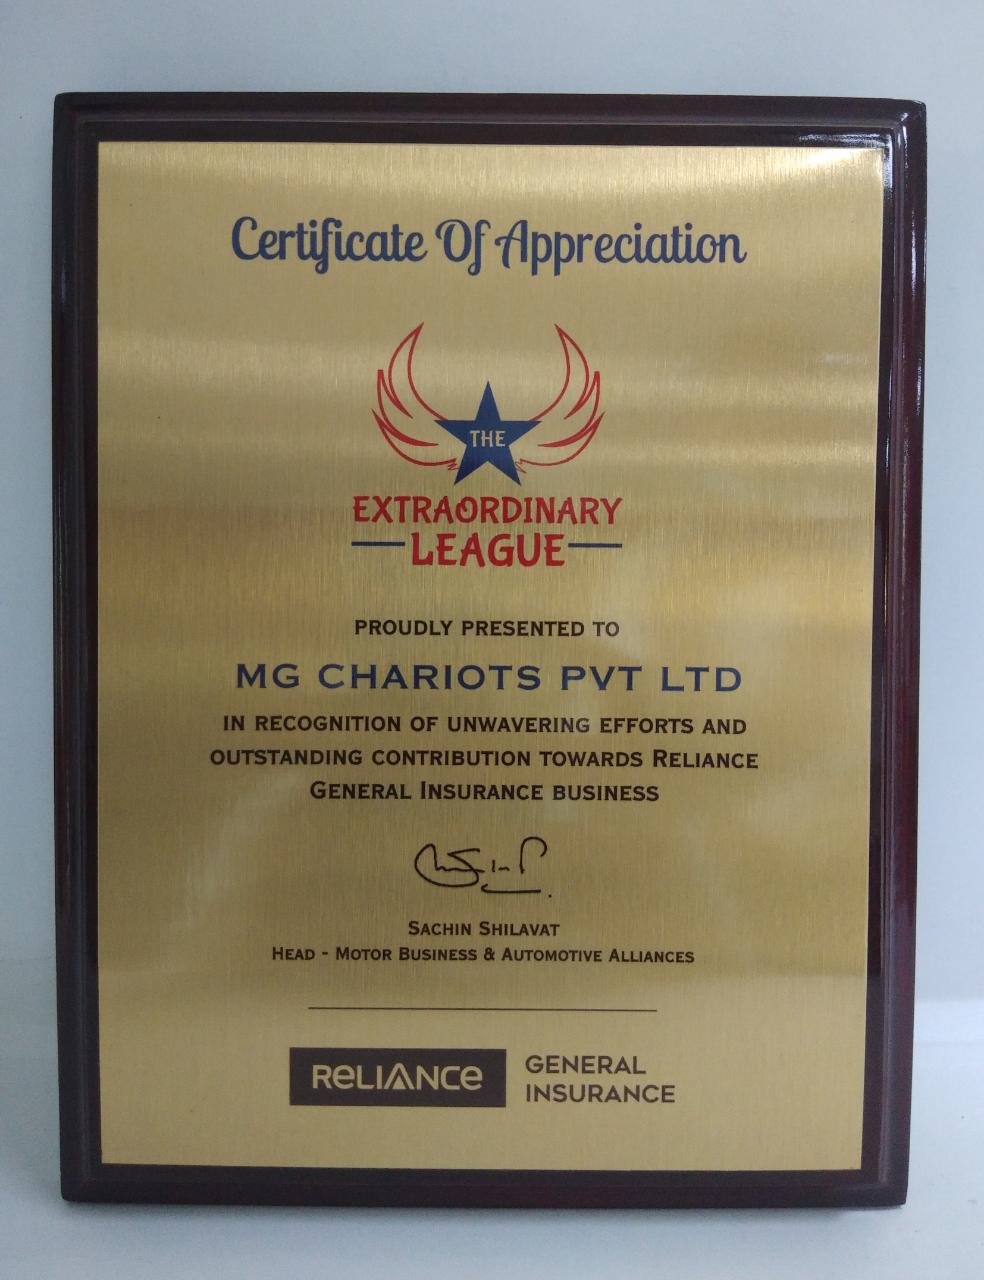 Certificate Of Appreciation
THE
EXTRAORDINARY
LEAGUE
PROUDLY PRESENTED TO
MG CHARIOTS PVT LTD
IN RECOGNITION OF UNWAVERING EFFORTS AND
OUTSTANDING CONTRIBUTION TOWARDS RELIANCE
GENERAL INSURANCE BUSINESS
SACHIN SHILAVAT
HEAD - MOTOR BUSINESS & AUTOMOTIVE ALLIANCES
RELIANCE
GENERAL
INSURANCE